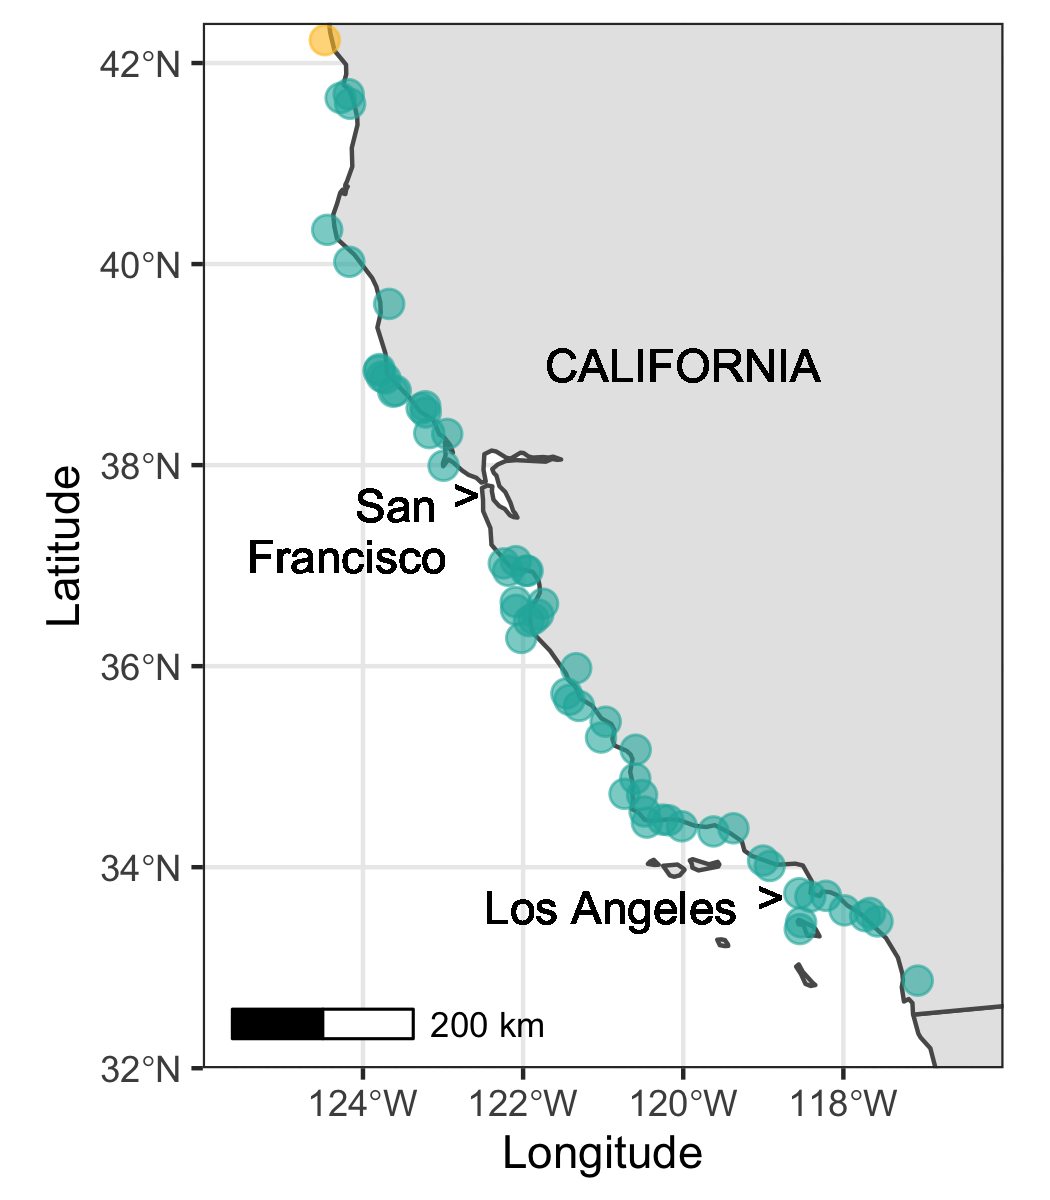 42°N
40°N
CALIFORNIA
38°N
San >
Francisco
36°N
34°N
Los Angeles >
200 km
32°N
124°W 122°W 120°W 118°W
Longitude
Latitude